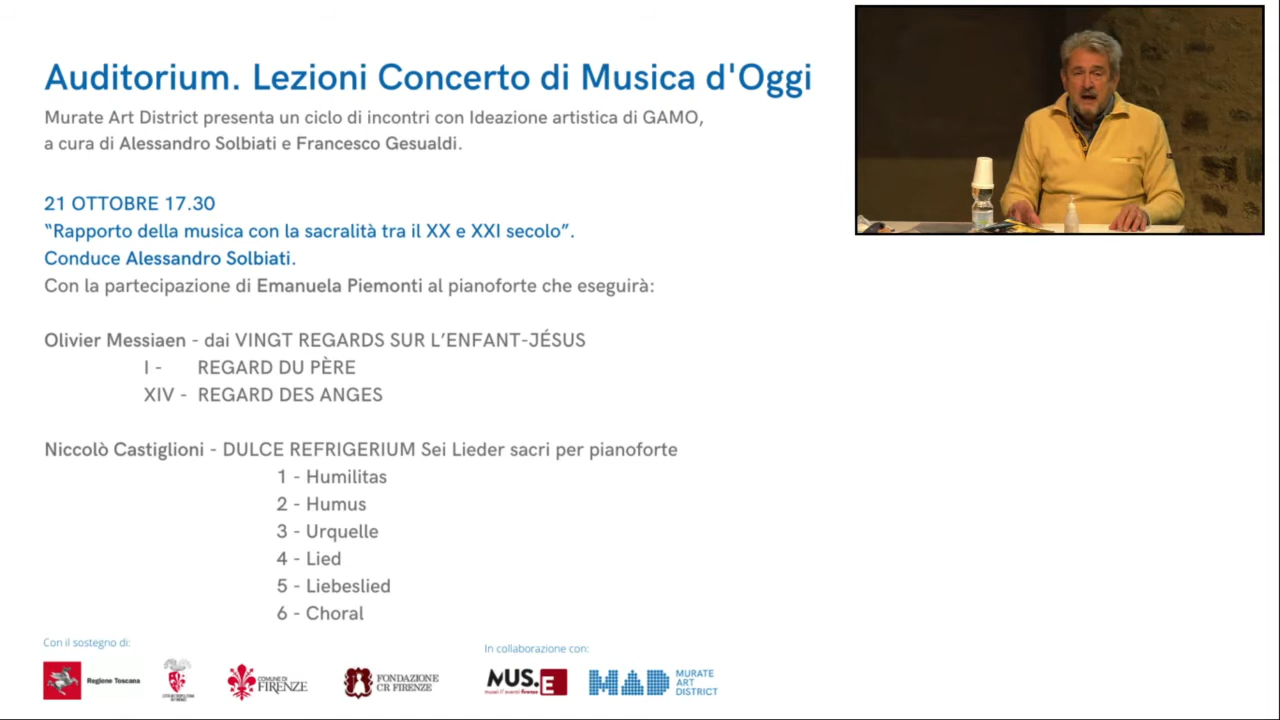 Auditorium. Lezioni Concerto di Musica d'Oggi
Murate Art District presenta un ciclo di incontri con Ideazione artistica di GAMO,
a cura di Alessandro Solbiati e Francesco Gesualdi.
21 OTTOBRE 17.30
“Rapporto della musica con la sacralità tra il XX e XXI secolo”.
Conduce Alessandro Solbiati.
Con la partecipazione di Emanuela Piemonti al pianoforte che eseguirà:
Olivier Messiaen - dai VINGT REGARDS SUR L’ENFANT-JÉSUS
I - REGARD DU PÈRE
XIV - REGARD DES ANGES
Niccolò Castiglioni - DULCE REFRIGERIUM Sei Lieder sacri per pianoforte
1 - Humilitas
2 - Humus
3 - Urquelle
4 - Lied
5 - Liebeslied
6 - Choral
Con il sostegno di:
In collaborazione con:
Regione Toscana
COMUNE DI
FIRENZE
FONDAZIONE
CR FIRENZE
MUS.E
musei // eventi firenze
MAD
MURATE
ART
DISTRICT